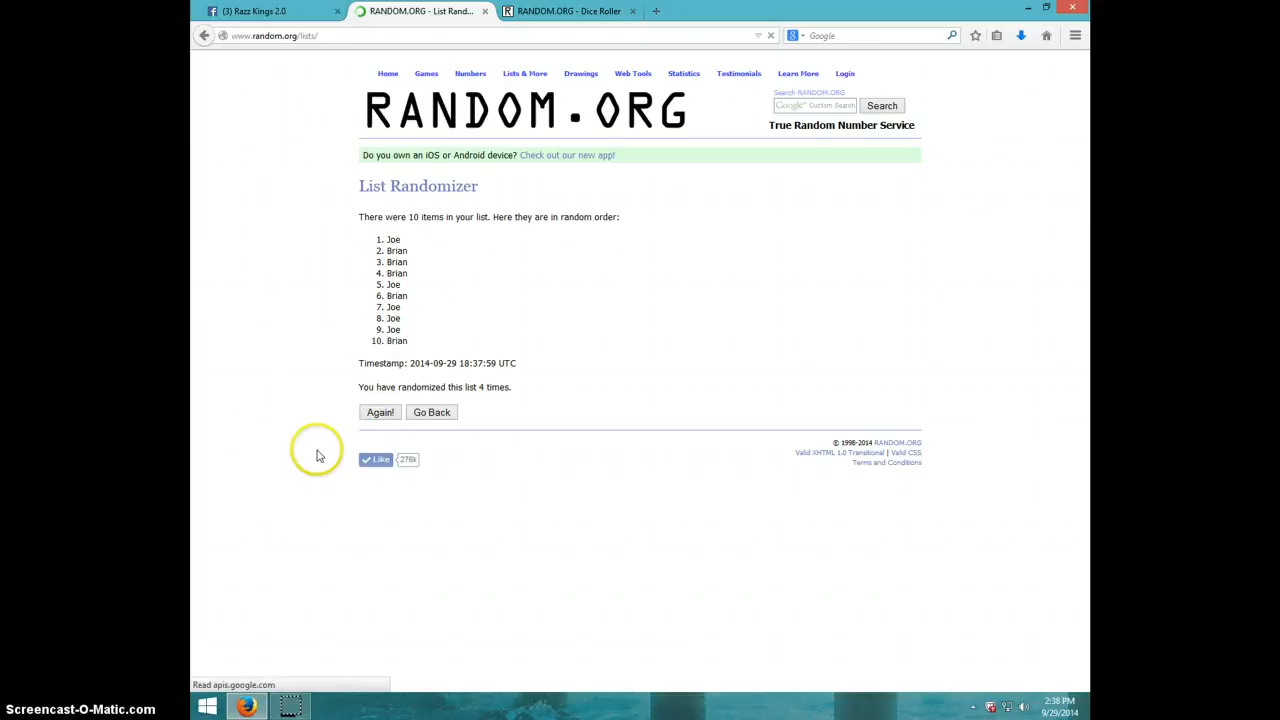 (3) Razz Kings 2.0
RANDOM.ORG - List Rand...
RANDOM.ORG - Dice Roller
www.random.org/lists/
Google
Home Games Numbers Lists & More Drawings Web Tools Statistics Testimonials Learn More Login
RANDOM.ORG
Search RANDOM.ORG
Google™ Custom Search
Search
True Random Number Service
Do you own an iOS or Android device? Check out our new app!
List Randomizer
There were 10 items in your list. Here they are in random order:
1. Joe
2. Brian
3. Brian
4. Brian
5. Joe
6. Brian
7. Joe
8. Joe
9. Joe
10. Brian
Timestamp: 2014-09-29 18:37:59 UTC
You have randomized this list 4 times.
Again! Go Back
© 1998-2014 RANDOM.ORG
Valid XHTML 1.0 Transitional | Valid CSS
Terms and Conditions
Like 276k
Read apis.google.com
2:38 PM
9/29/2014
Screencast-O-Matic.com